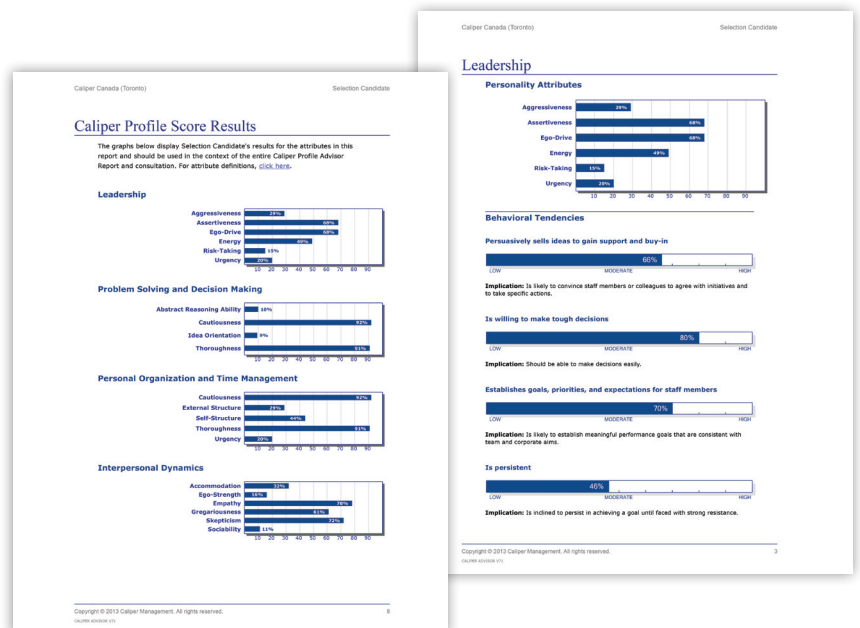 Caliper Canada (Toronto) Selection Candidate
Caliper Profile Score Results
The graphs below display Selection Candidate's results for the attributes in this
report and should be used in the context of the entire Caliper Profile Advisor
Report and consultation. For attribute definitions, click here.
Leadership
Aggressiveness 29%
Assertiveness 68%
Ego-Drive 68%
Energy 49%
Risk-Taking 15%
Urgency 20%
10 20 30 40 50 60 70 80 90
Problem Solving and Decision Making
Abstract Reasoning Ability 10%
Cautiousness 92%
Idea Orientation 9%
Thoroughness 91%
10 20 30 40 50 60 70 80 90
Personal Organization and Time Management
Cautiousness 92%
External Structure 29%
Self-Structure 44%
Thoroughness 91%
Urgency 20%
10 20 30 40 50 60 70 80 90
Interpersonal Dynamics
Accommodation 32%
Ego-Strength 16%
Empathy 78%
Gregariousness 61%
Skepticism 72%
Sociability 11%
10 20 30 40 50 60 70 80 90
Copyright © 2013 Caliper Management. All rights reserved.
CALIPER ADVISOR V73
Caliper Canada (Toronto) Selection Candidate
Leadership
Personality Attributes
Aggressiveness 29%
Assertiveness 68%
Ego-Drive 68%
Energy 49%
Risk-Taking 15%
Urgency 20%
10 20 30 40 50 60 70 80 90
Behavioral Tendencies
Persuasively sells ideas to gain support and buy-in
66%
LOW MODERATE HIGH
Implication: Is likely to convince staff members or colleagues to agree with initiatives and
to take specific actions.
Is willing to make tough decisions
80%
LOW MODERATE HIGH
Implication: Should be able to make decisions easily.
Establishes goals, priorities, and expectations for staff members
70%
LOW MODERATE HIGH
Implication: Is likely to establish meaningful performance goals that are consistent with
team and corporate aims.
Is persistent
46%
LOW MODERATE HIGH
Implication: Is inclined to persist in achieving a goal until faced with strong resistance.
Copyright © 2013 Caliper Management. All rights reserved. 3
CALIPER ADVISOR V73